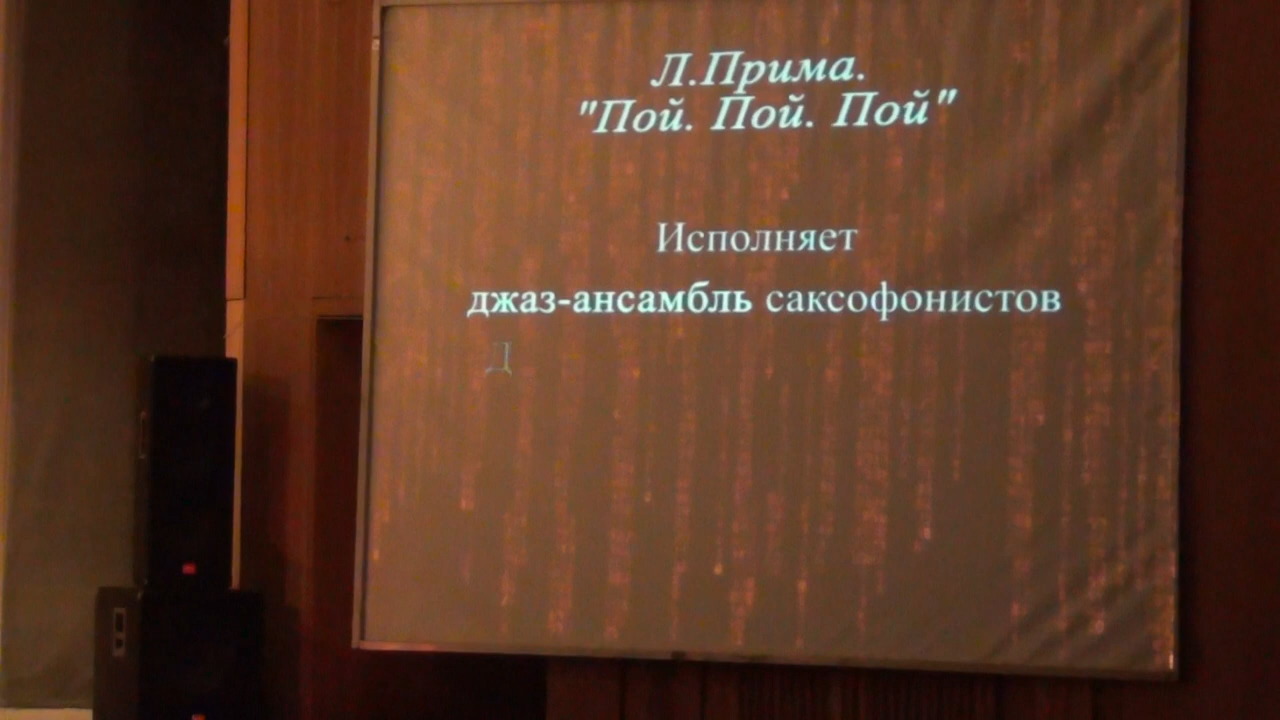 Л.Прима.
"Пой. Пой. Пой"
Исполняет
джаз-ансамбль саксофонистов
Д